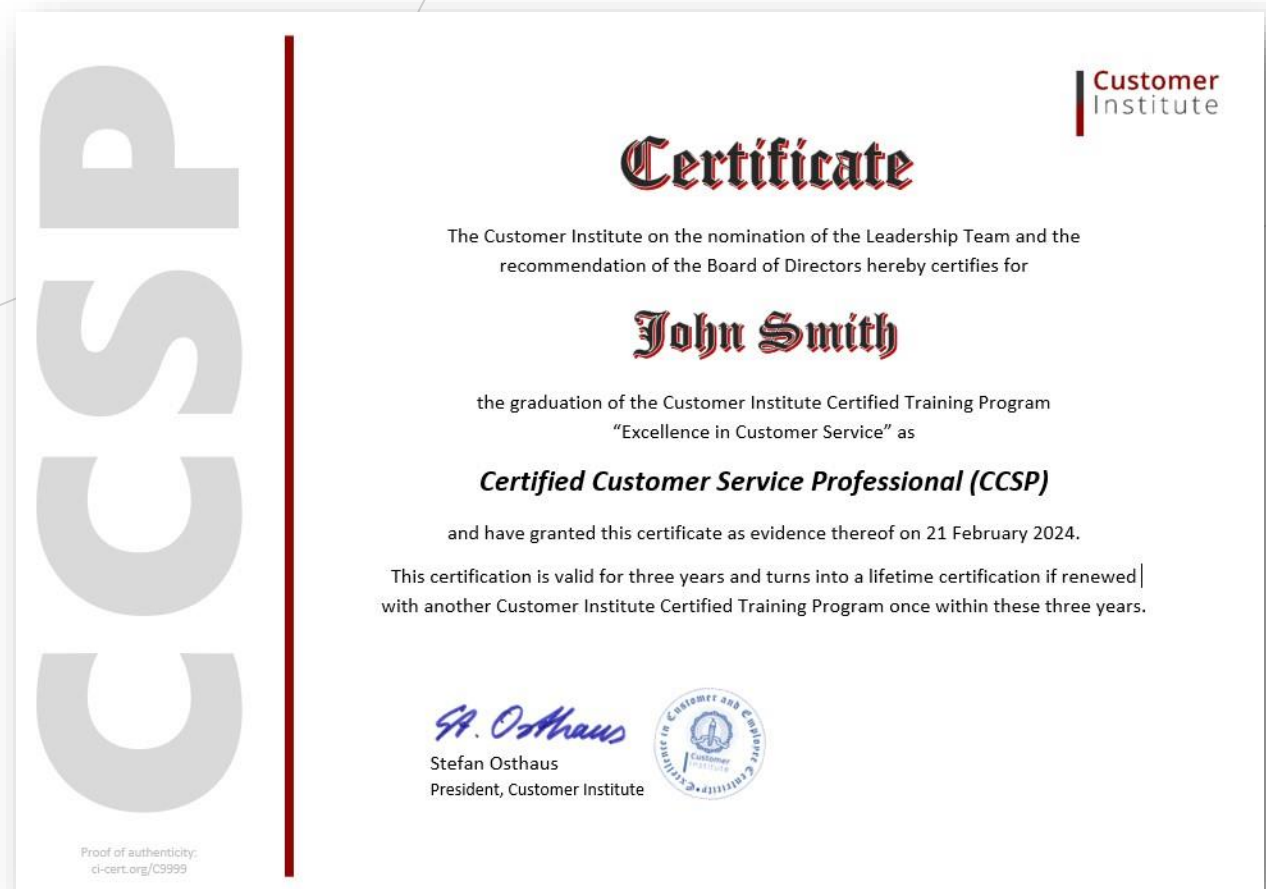 CCSP
Customer
Institute
Certificate
The Customer Institute on the nomination of the Leadership Team and the
recommendation of the Board of Directors hereby certifies for
John Smith
the graduation of the Customer Institute Certified Training Program
“Excellence in Customer Service” as
Certified Customer Service Professional (CCSP)
and have granted this certificate as evidence thereof on 21 February 2024.
This certification is valid for three years and turns into a lifetime certification if renewed
with another Customer Institute Certified Training Program once within these three years.
St. Osthaus
Stefan Osthaus
President, Customer Institute
Excellence in Customer and Employee Centricity
Customer
Institute
Proof of authenticity:
ci-cert.org/C9999